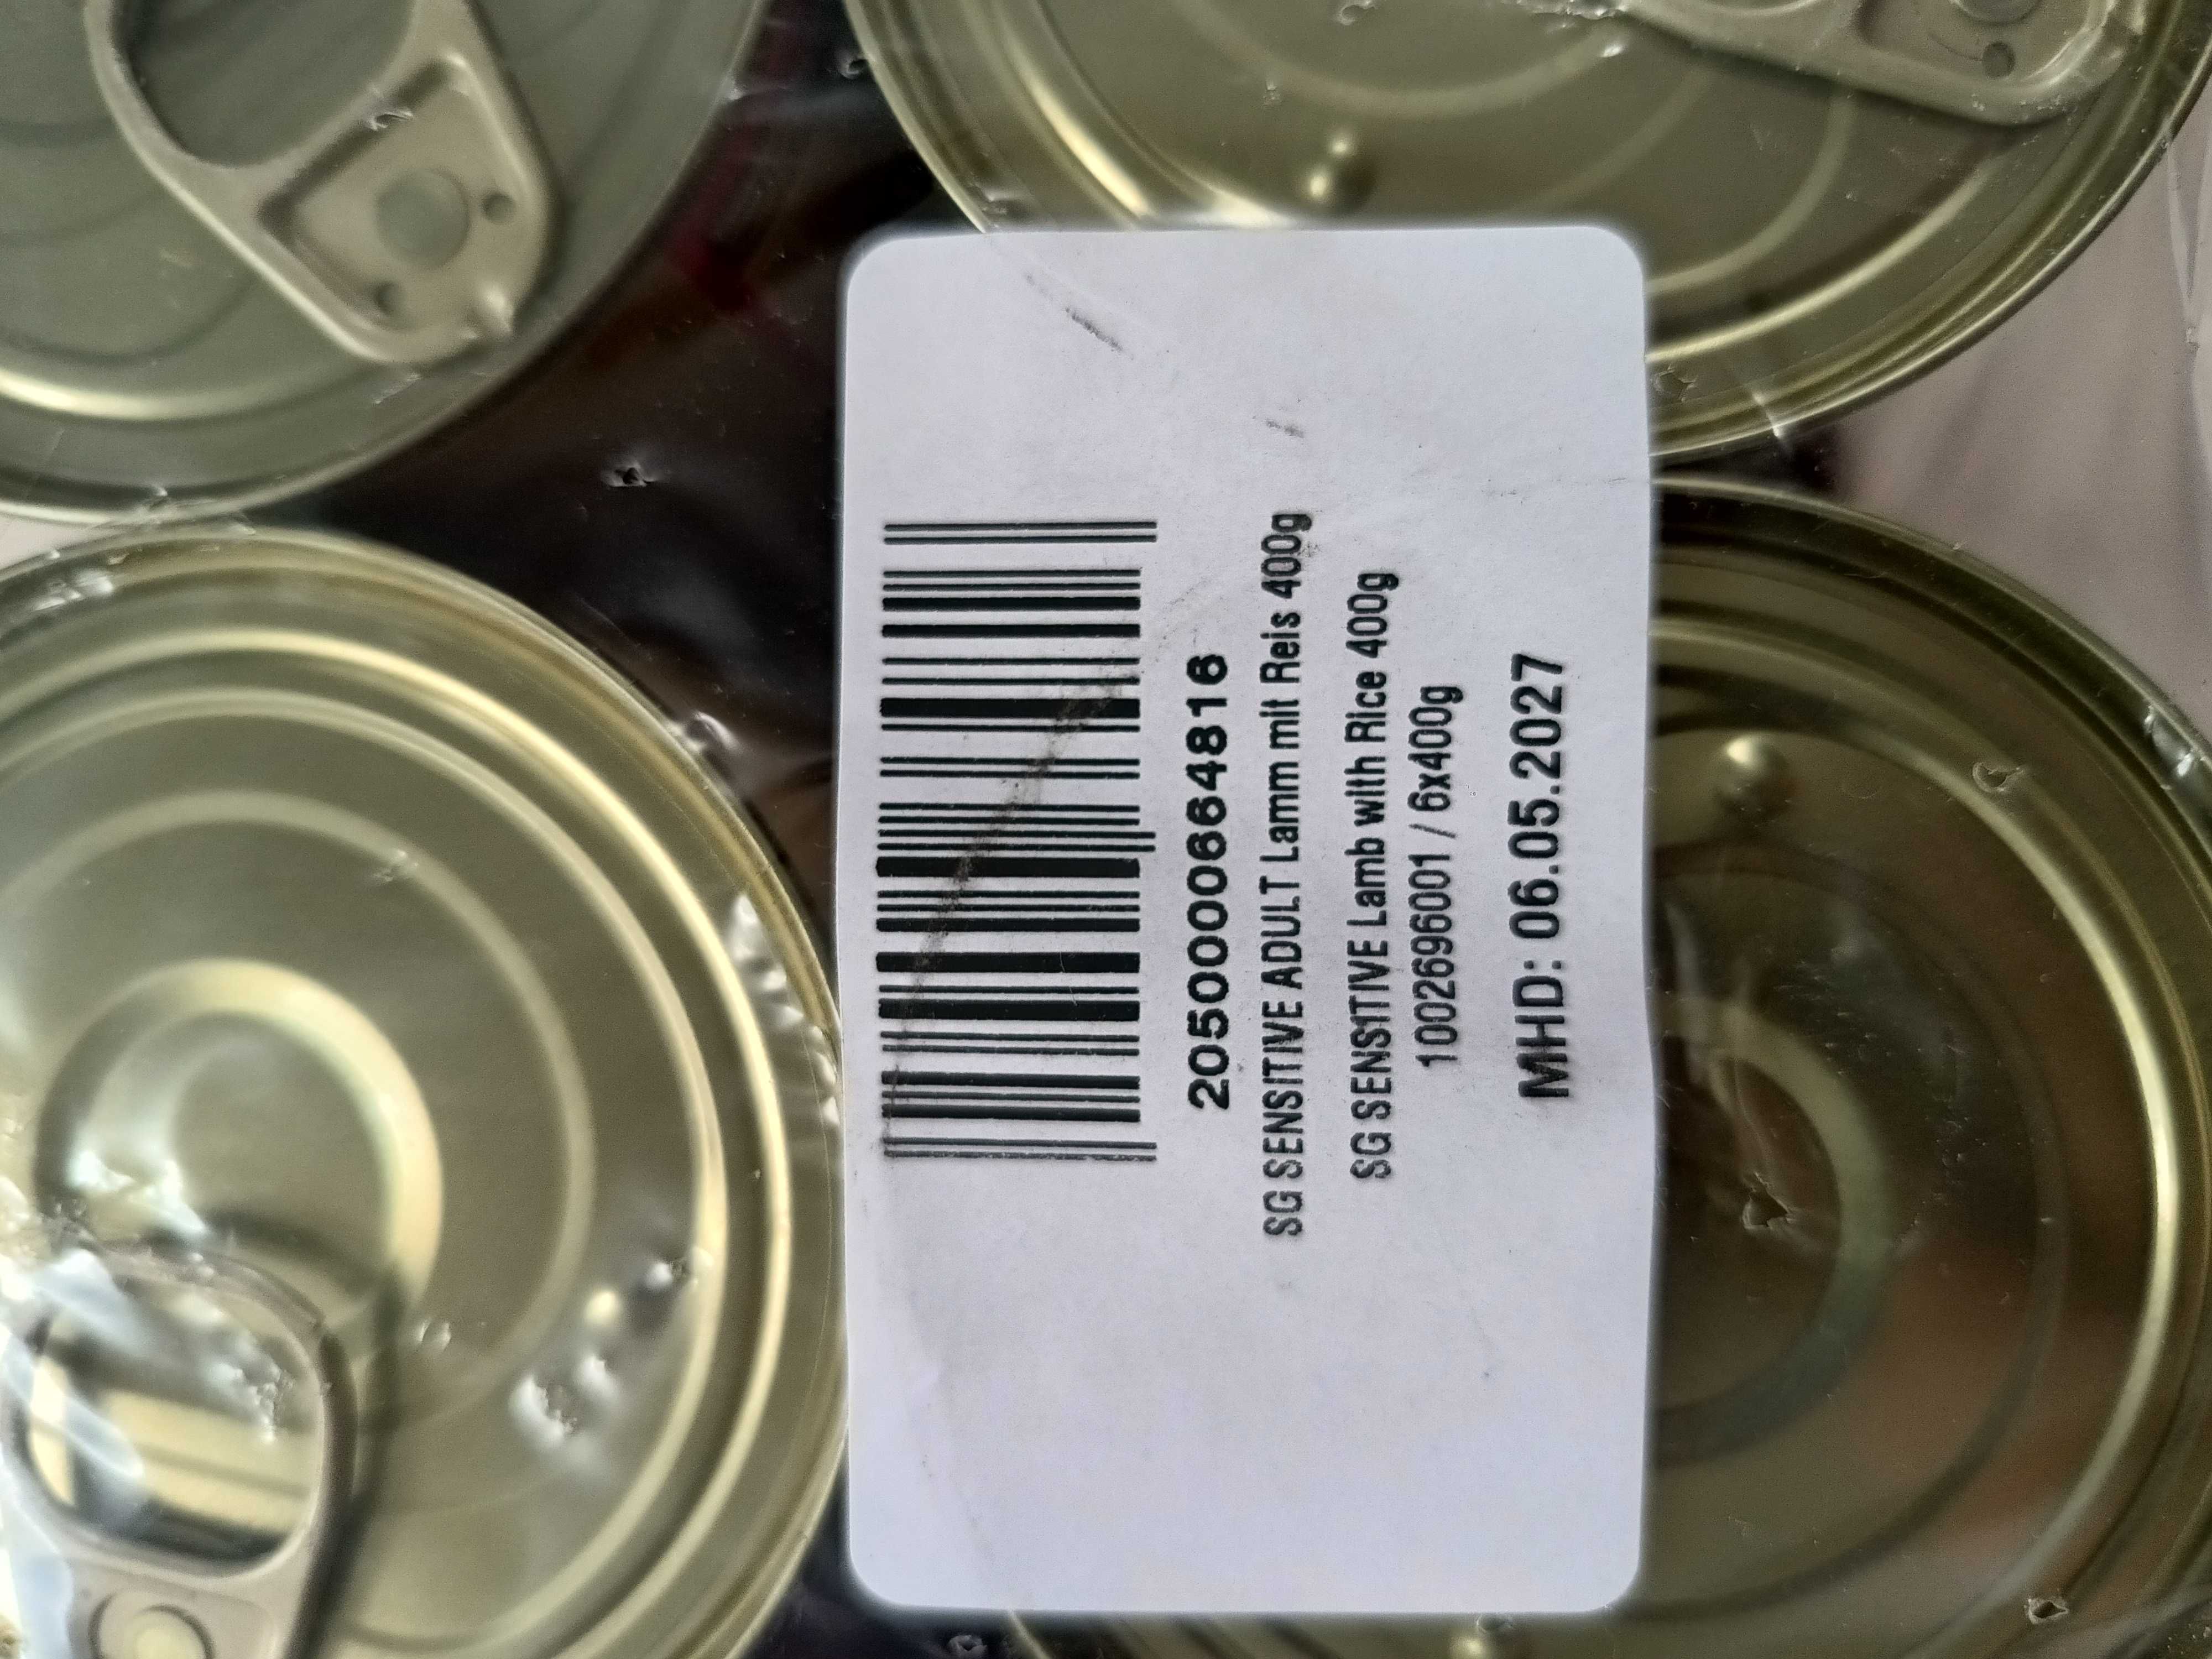 2050000664816
SG SENSITIVE ADULT Lamm mit Reis 400g
SG SENSITIVE Lamb with Rice 400g
1002696001 / 6x400g
MHD: 06.05.2027